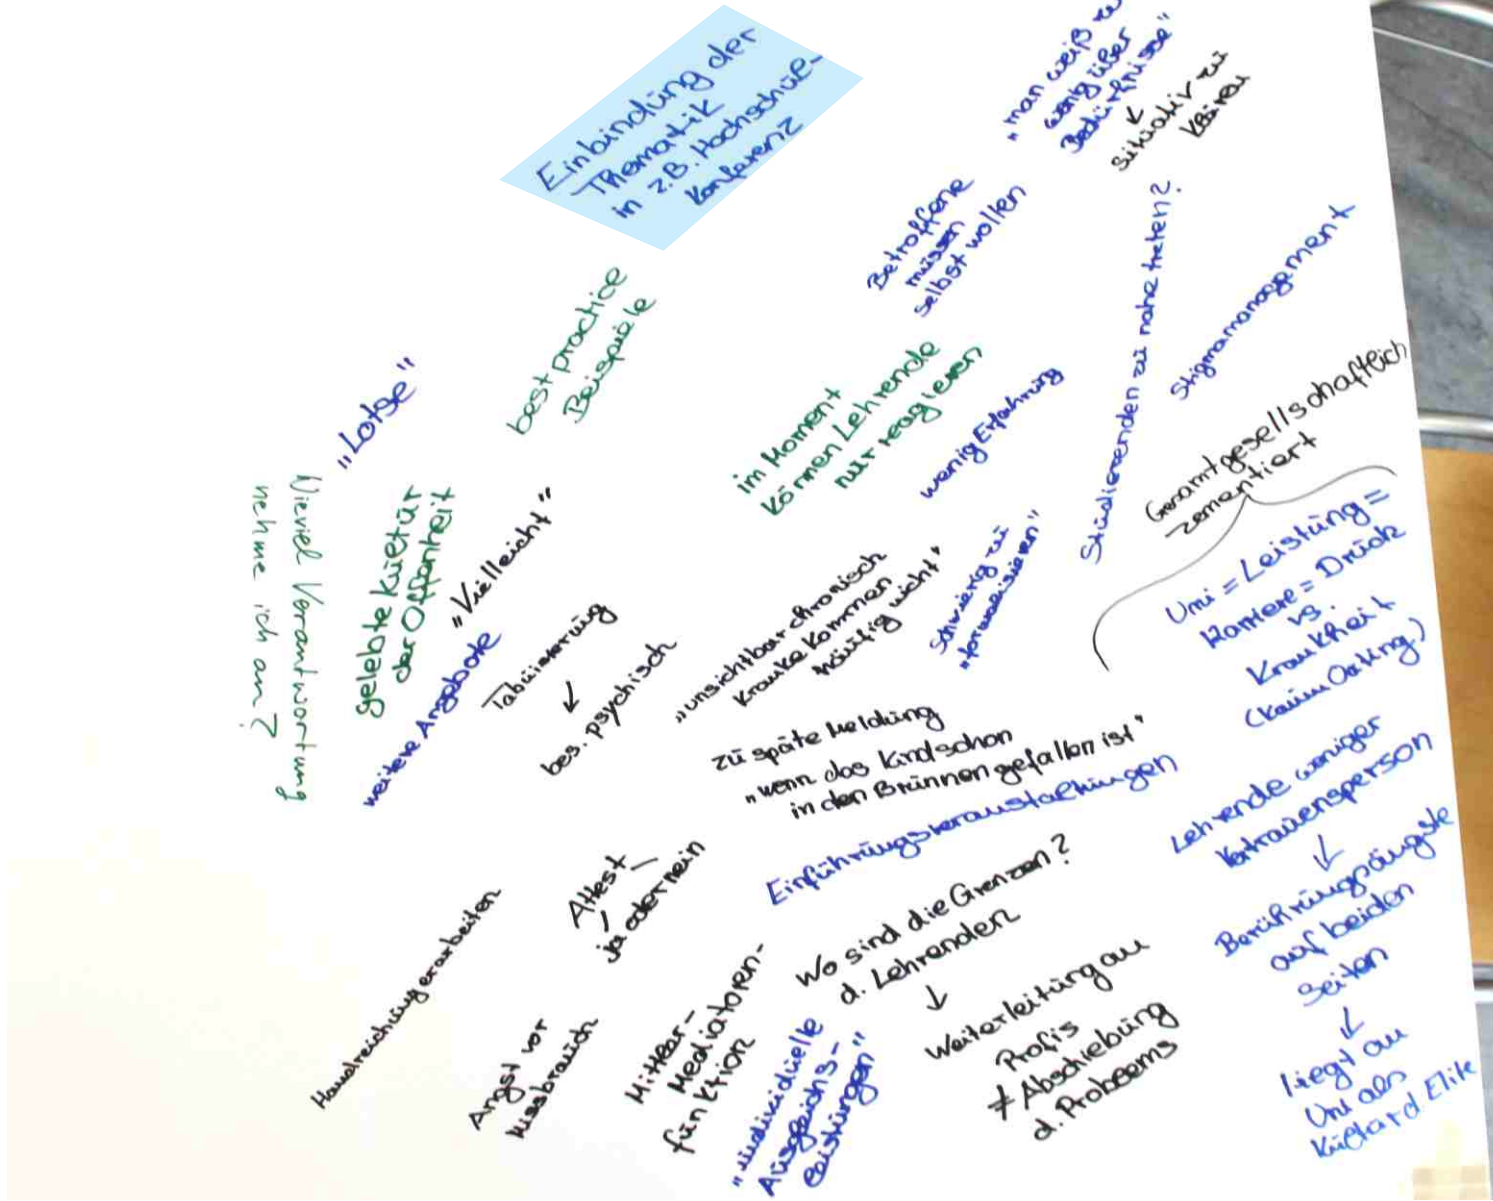 Einbindung der
Thematik
in z.B. Hochschul-
konferenz
"man weiß zu
wenig über
Bedürfnisse"
situativ zu
klären
Betroffene
müssen
selbst wollen
Studierenden zu nahe treten?
Stigmamanagement
best practice
Beispiele
"Lotse"
im Moment
können Lehrende
nur reagieren
wenig Erfahrung
Gesamtgesellschaftlich
zementiert
Uni = Leistung =
Karriere = Druck
vs.
Krankheit
(kaum Outing)
Wieviel Verantwortung
nehme ich an?
gelebte Kultur
der Offenheit
"Vielleicht"
weitere Angebote
Tabuisierung
bes. psychisch
"unsichtbar chronisch
Kranke kommen
häufig nicht"
schwierig zu
"formalisieren"
zu späte Meldung
"wenn das Kind schon
in den Brunnen gefallen ist"
Einführungsveranstaltungen
Lehrende weniger
Vertrauensperson
Berührungsängste
auf beiden
Seiten
liegt an
Uni als
Kultur d. Elite
Attest
ja oder nein
Handreichung erarbeiten
Angst vor
Missbrauch
Mittler-
Mediatoren-
funktion
Wo sind die Grenzen?
d. Lehrenden
Weiterleitung an
Profis
≠ Abschiebung
d. Problems
"individuelle
Ausgleichs-
leistungen"